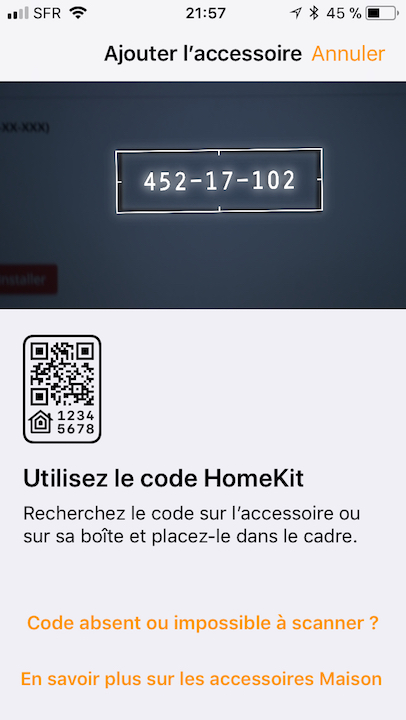 SFR 21:57 45 %
Ajouter l’accessoire Annuler
-XX-XXX)
452-17-102
nstaller
1234
5678
Utilisez le code HomeKit
Recherchez le code sur l’accessoire ou
sur sa boîte et placez-le dans le cadre.
Code absent ou impossible à scanner ?
En savoir plus sur les accessoires Maison